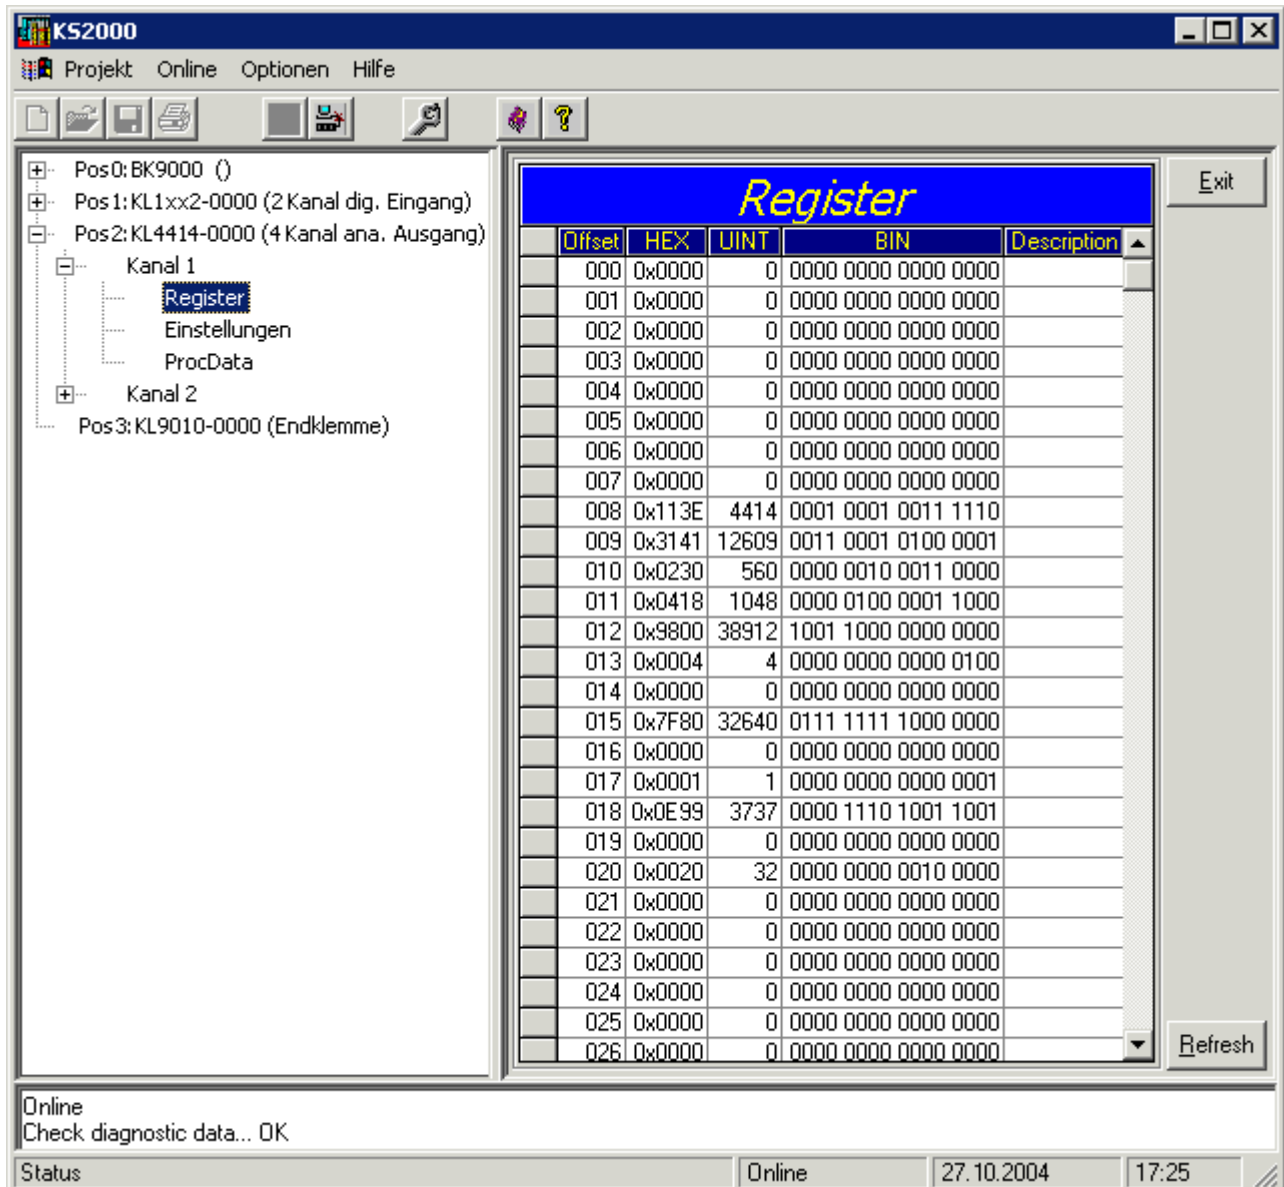 KS2000
Projekt Online Optionen Hilfe
Pos0: BK9000 ()
Pos1: KL1xx2-0000 (2 Kanal dig. Eingang)
Pos2: KL4414-0000 (4 Kanal ana. Ausgang)
Kanal 1
Register
Einstellungen
ProcData
Kanal 2
Pos3: KL9010-0000 (Endklemme)
Register
Offset HEX UINT BIN Description
000 0x0000 0 0000 0000 0000 0000
001 0x0000 0 0000 0000 0000 0000
002 0x0000 0 0000 0000 0000 0000
003 0x0000 0 0000 0000 0000 0000
004 0x0000 0 0000 0000 0000 0000
005 0x0000 0 0000 0000 0000 0000
006 0x0000 0 0000 0000 0000 0000
007 0x0000 0 0000 0000 0000 0000
008 0x113E 4414 0001 0001 0011 1110
009 0x3141 12609 0011 0001 0100 0001
010 0x0230 560 0000 0010 0011 0000
011 0x0418 1048 0000 0100 0001 1000
012 0x9800 38912 1001 1000 0000 0000
013 0x0004 4 0000 0000 0000 0100
014 0x0000 0 0000 0000 0000 0000
015 0x7F80 32640 0111 1111 1000 0000
016 0x0000 0 0000 0000 0000 0000
017 0x0001 1 0000 0000 0000 0001
018 0x0E99 3737 0000 1110 1001 1001
019 0x0000 0 0000 0000 0000 0000
020 0x0020 32 0000 0000 0010 0000
021 0x0000 0 0000 0000 0000 0000
022 0x0000 0 0000 0000 0000 0000
023 0x0000 0 0000 0000 0000 0000
024 0x0000 0 0000 0000 0000 0000
025 0x0000 0 0000 0000 0000 0000
026 0x0000 0 0000 0000 0000 0000
Exit
Refresh
Online
Check diagnostic data... OK
Status Online 27.10.2004 17:25